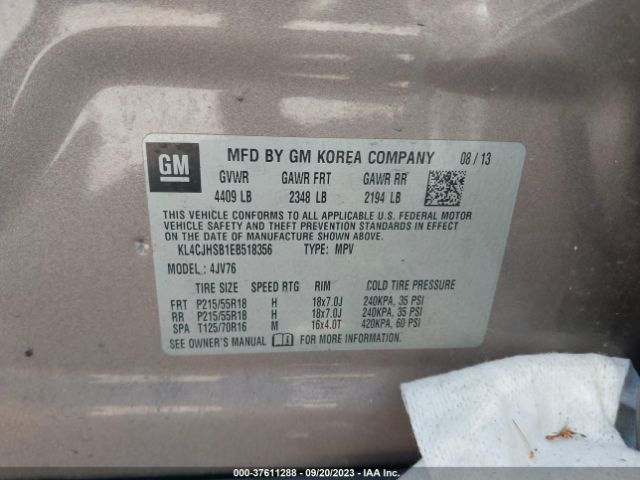 GM
MFD BY GM KOREA COMPANY 08 / 13
GVWR GAWR FRT GAWR RR
4409 LB 2348 LB 2194 LB
THIS VEHICLE CONFORMS TO ALL APPLICABLE U.S. FEDERAL MOTOR
VEHICLE SAFETY AND THEFT PREVENTION STANDARDS IN EFFECT
ON THE DATE OF MANUFACTURE SHOWN ABOVE.
KL4CJHSB1EB518356 TYPE: MPV
MODEL : 4JV76
TIRE SIZE SPEED RTG RIM COLD TIRE PRESSURE
FRT P215/55R18 H 18x7.0J 240KPA, 35 PSI
RR P215/55R18 H 18x7.0J 240KPA, 35 PSI
SPA T125/70R16 M 16x4.0T 420KPA, 60 PSI
SEE OWNER'S MANUAL FOR MORE INFORMATION.
000-37611288 - 09/20/2023 - IAA Inc.